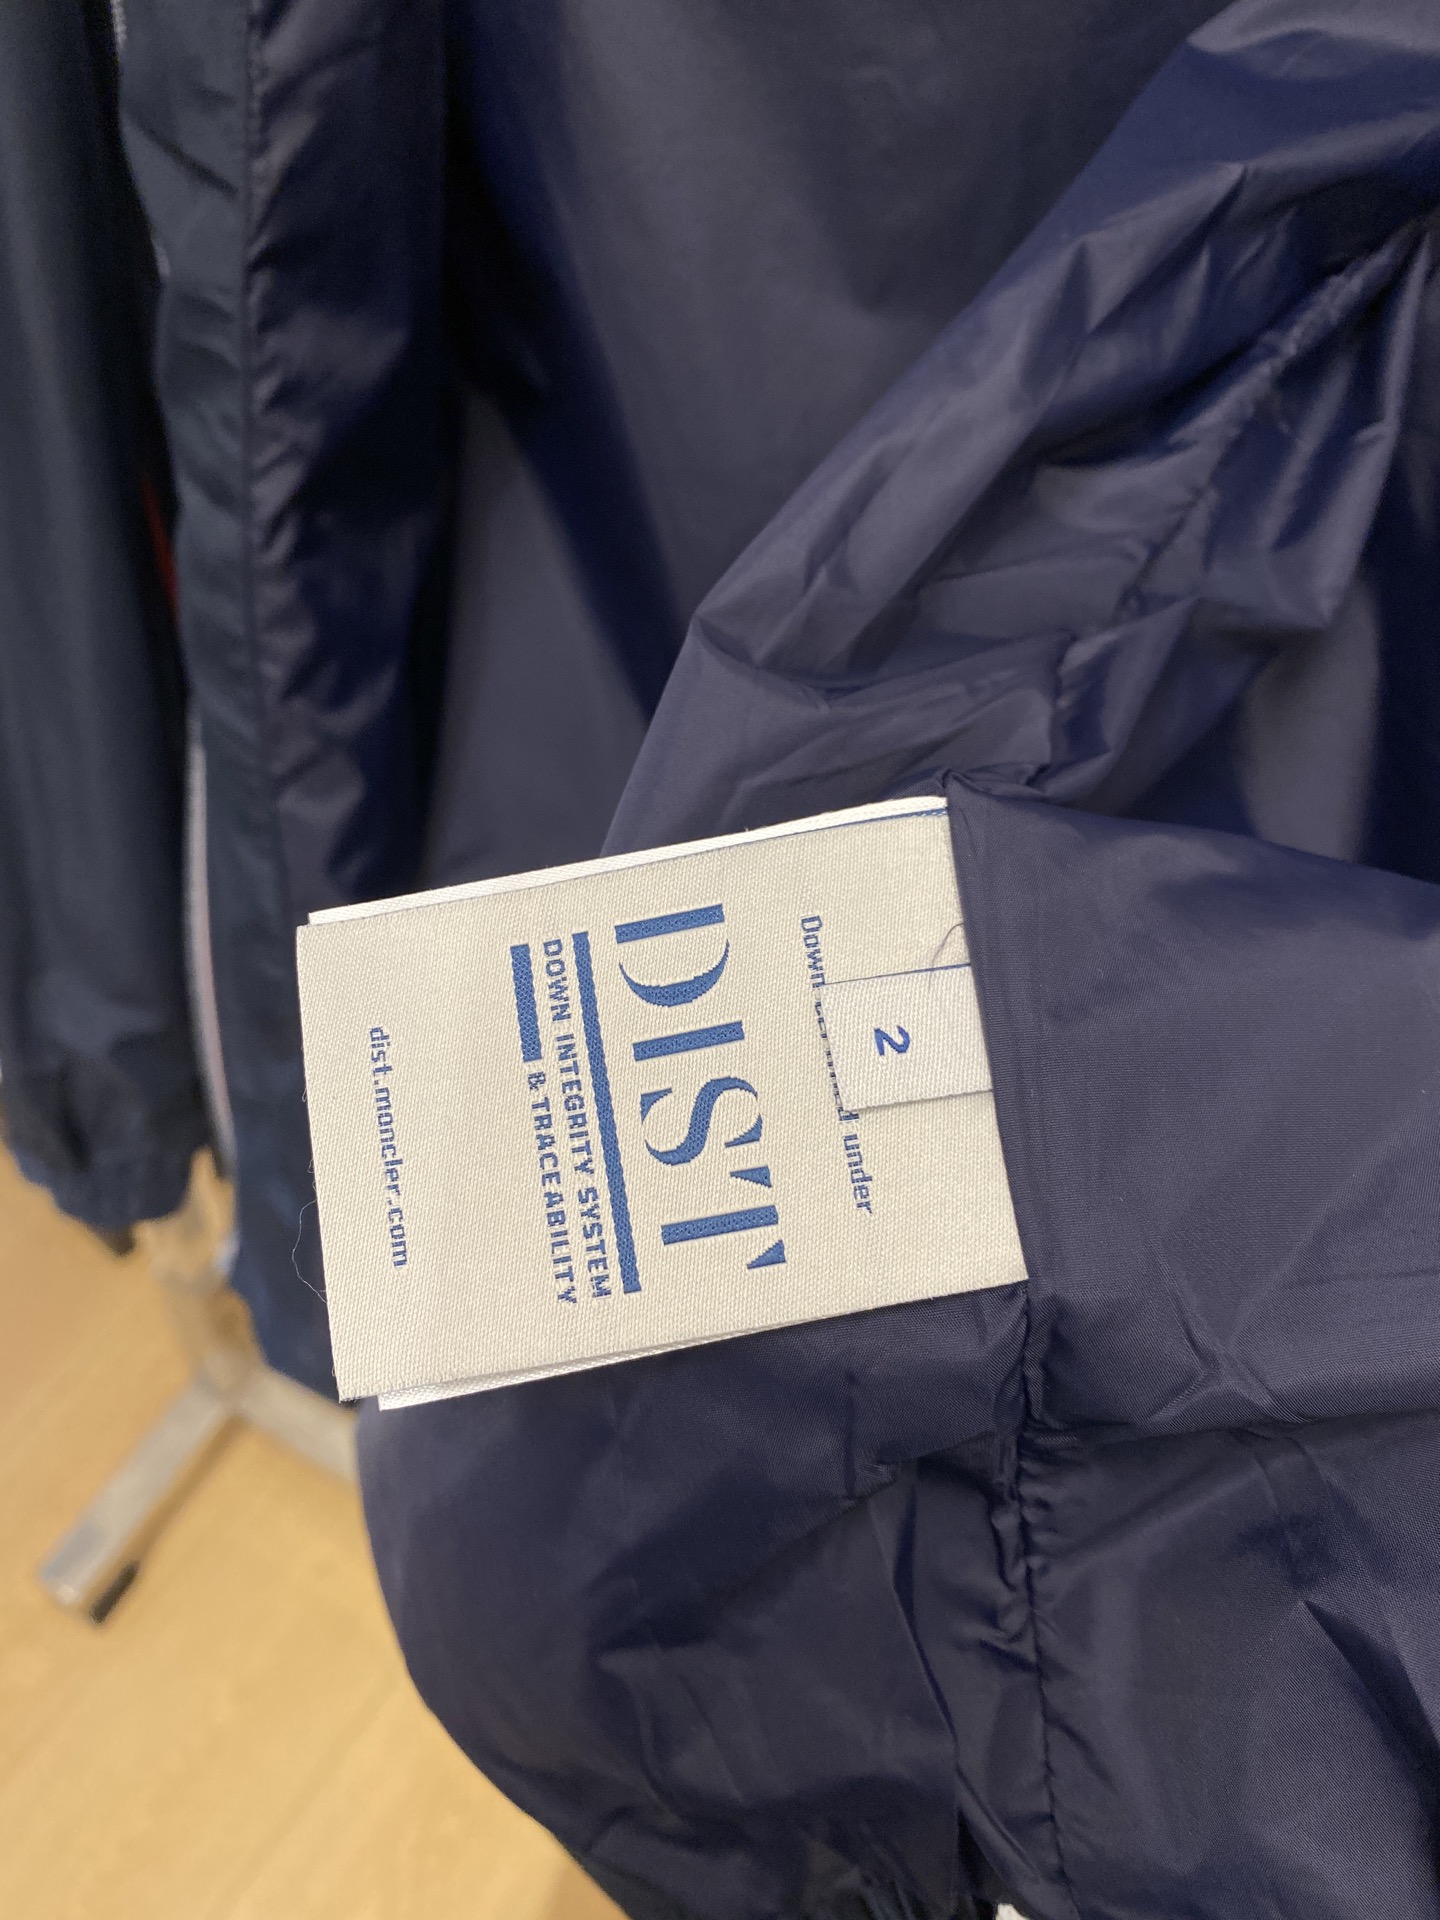 Down under
2
DIST
DOWN INTEGRITY SYSTEM
& TRACEABILITY
dist.moncler.com